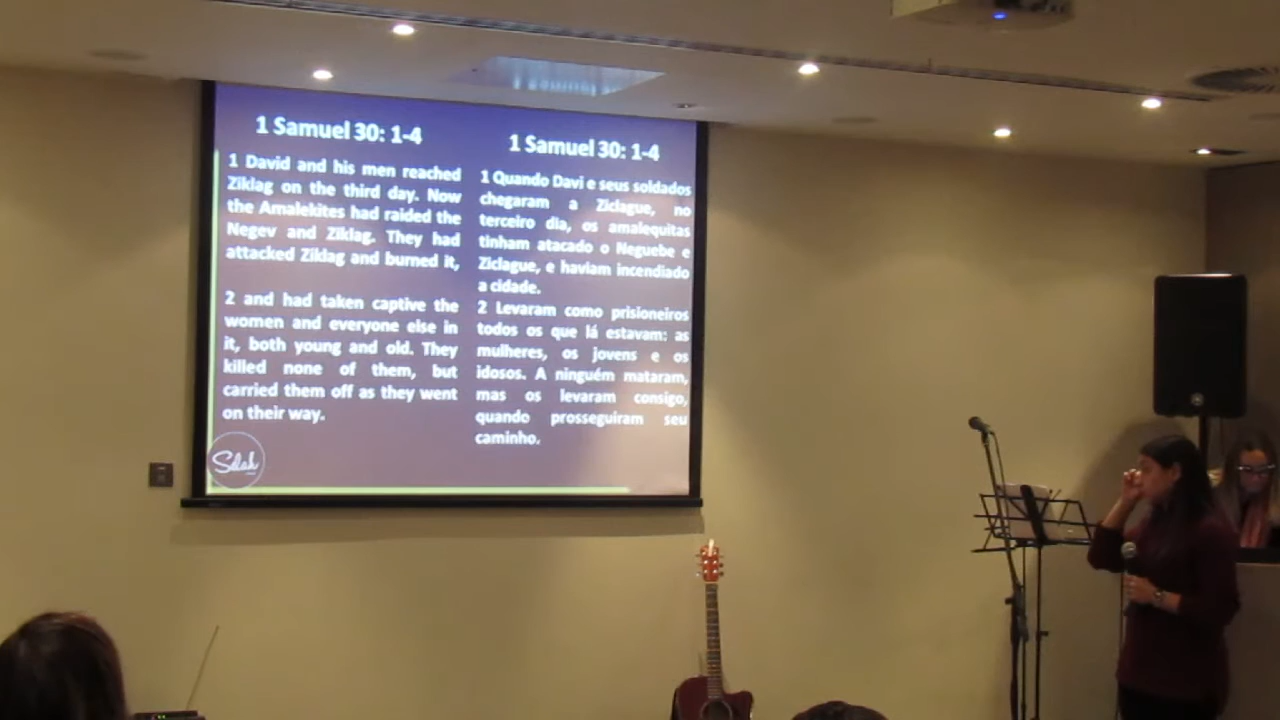 1 Samuel 30: 1-4
1 David and his men reached
Ziklag on the third day. Now
the Amalekites had raided the
Negev and Ziklag. They had
attacked Ziklag and burned it,
2 and had taken captive the
women and everyone else in
it, both young and old. They
killed none of them, but
carried them off as they went
on their way.
Selah
1 Samuel 30: 1-4
1 Quando Davi e seus soldados
chegaram a Ziclague, no
terceiro dia, os amalequitas
tinham atacado o Neguebe e
Ziclague, e haviam incendiado
a cidade.
2 Levaram como prisioneiros
todos os que lá estavam: as
mulheres, os jovens e os
idosos. A ninguém mataram,
mas os levaram consigo,
quando prosseguiram seu
caminho.